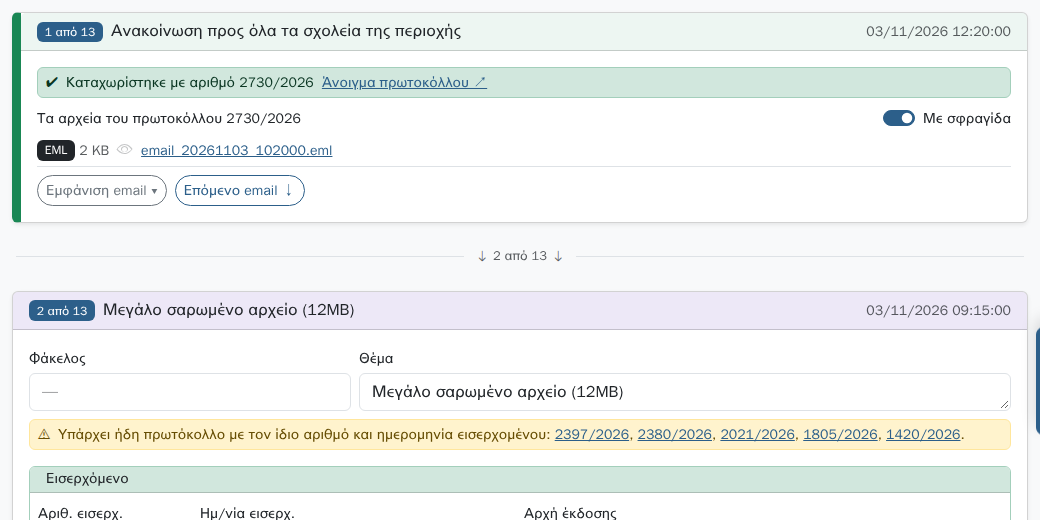 1 από 13 Ανακοίνωση προς όλα τα σχολεία της περιοχής 03/11/2026 12:20:00
✔ Καταχωρίστηκε με αριθμό 2730/2026 Άνοιγμα πρωτοκόλλου ↗
Τα αρχεία του πρωτοκόλλου 2730/2026 Με σφραγίδα
EML 2 KB email_20261103_102000.eml
Εμφάνιση email ▾ Επόμενο email ↓
↓ 2 από 13 ↓
2 από 13 Μεγάλο σαρωμένο αρχείο (12MB) 03/11/2026 09:15:00
Φάκελος Θέμα
— Μεγάλο σαρωμένο αρχείο (12MB)
⚠ Υπάρχει ήδη πρωτόκολλο με τον ίδιο αριθμό και ημερομηνία εισερχομένου: 2397/2026, 2380/2026, 2021/2026, 1805/2026, 1420/2026.
Εισερχόμενο
Αριθ. εισερχ. Ημ/νία εισερχ. Αρχή έκδοσης